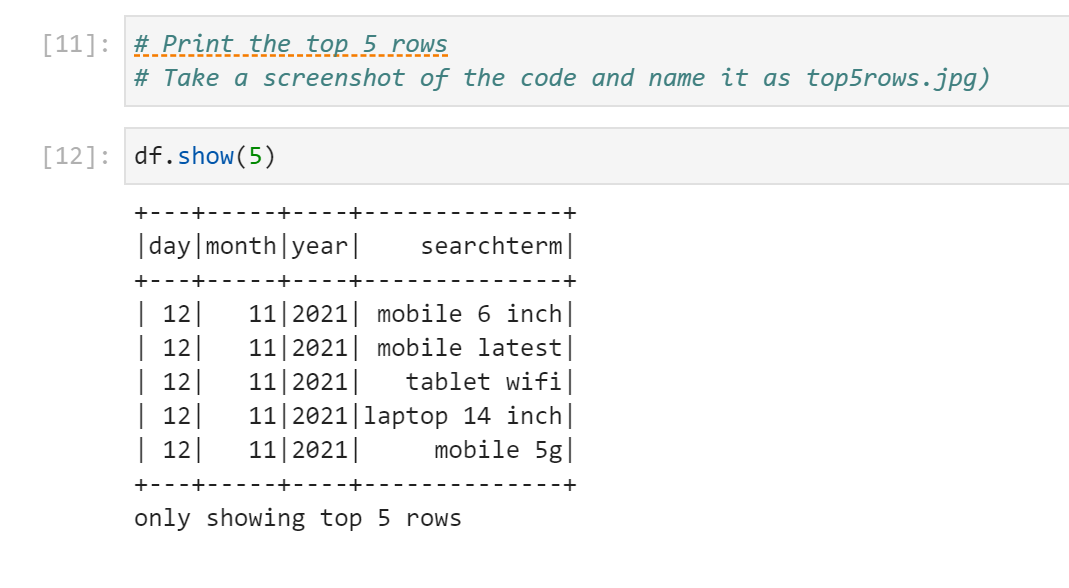 [11]: # Print the top 5 rows
# Take a screenshot of the code and name it as top5rows.jpg)
[12]: df.show(5)
+---+-----+----+--------------+
|day|month|year|    searchterm|
+---+-----+----+--------------+
| 12|   11|2021| mobile 6 inch|
| 12|   11|2021| mobile latest|
| 12|   11|2021|   tablet wifi|
| 12|   11|2021|laptop 14 inch|
| 12|   11|2021|     mobile 5g|
+---+-----+----+--------------+
only showing top 5 rows